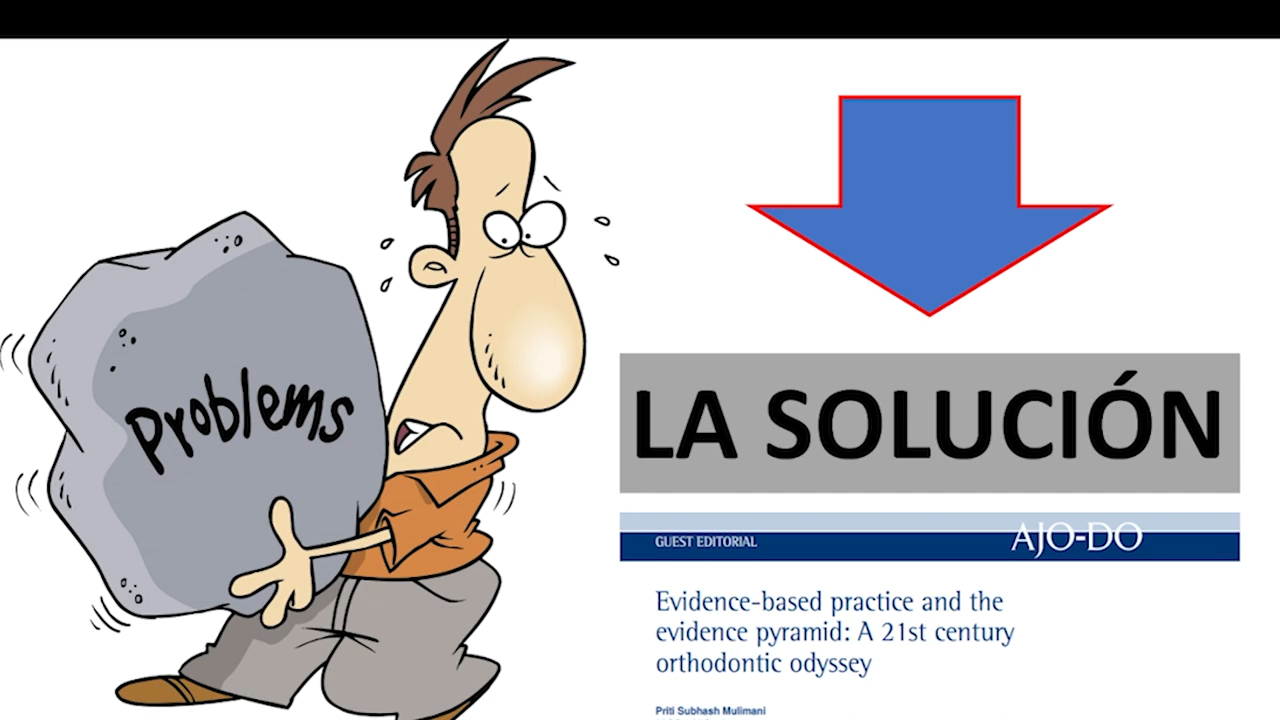 Problems
LA SOLUCIÓN
GUEST EDITORIAL
AJO-DO
Evidence-based practice and the
evidence pyramid: A 21st century
orthodontic odyssey
Priti Subhash Mulimani